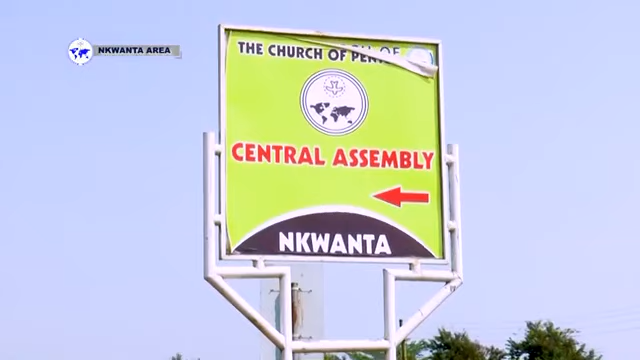 NKWANTA AREA
THE CHURCH OF
CENTRAL ASSEMBLY
NKWANTA